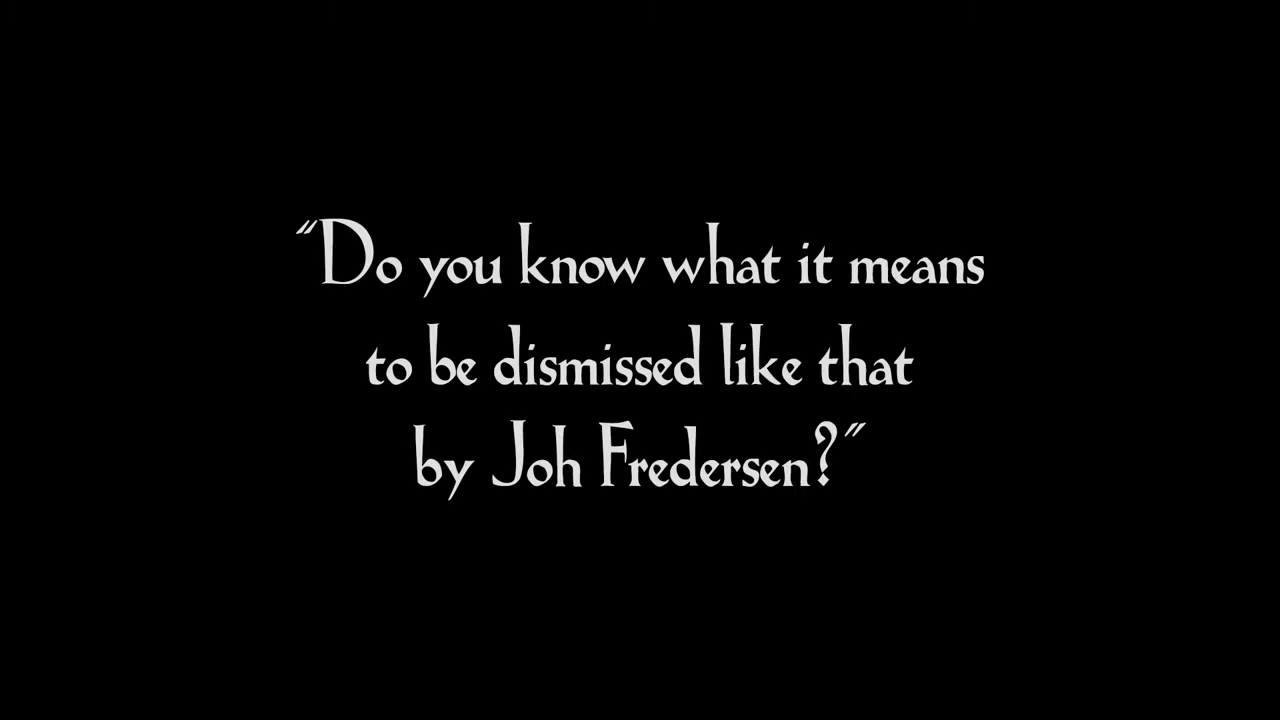 "Do you know what it means
to be dismissed like that
by Joh Fredersen?"